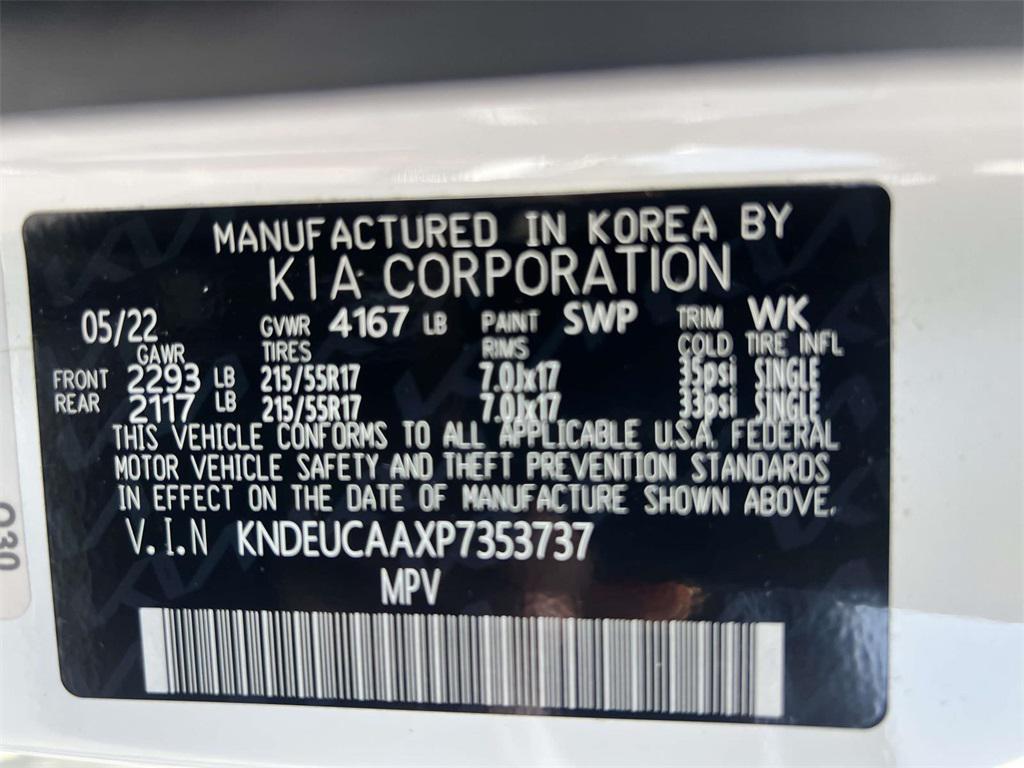 MANUFACTURED IN KOREA BY
KIA CORPORATION
05/22 GVWR 4167 LB PAINT SWP TRIM WK
GAWR TIRES RIMS COLD TIRE INFL
FRONT 2293 LB 215/55R17 7.0Jx17 35psi SINGLE
REAR 2117 LB 215/55R17 7.0Jx17 33psi SINGLE
THIS VEHICLE CONFORMS TO ALL APPLICABLE U.S.A. FEDERAL
MOTOR VEHICLE SAFETY AND THEFT PREVENTION STANDARDS
IN EFFECT ON THE DATE OF MANUFACTURE SHOWN ABOVE.
V.I.N KNDEUCAAXP7353737
MPV